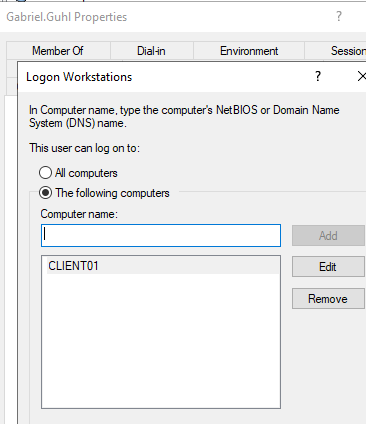 Gabriel.Guhl Properties ?
Member Of Dial-in Environment Session
Logon Workstations ?
In Computer name, type the computer's NetBIOS or Domain Name
System (DNS) name.
This user can log on to:
All computers
The following computers
Computer name:
Add
CLIENT01 Edit
Remove